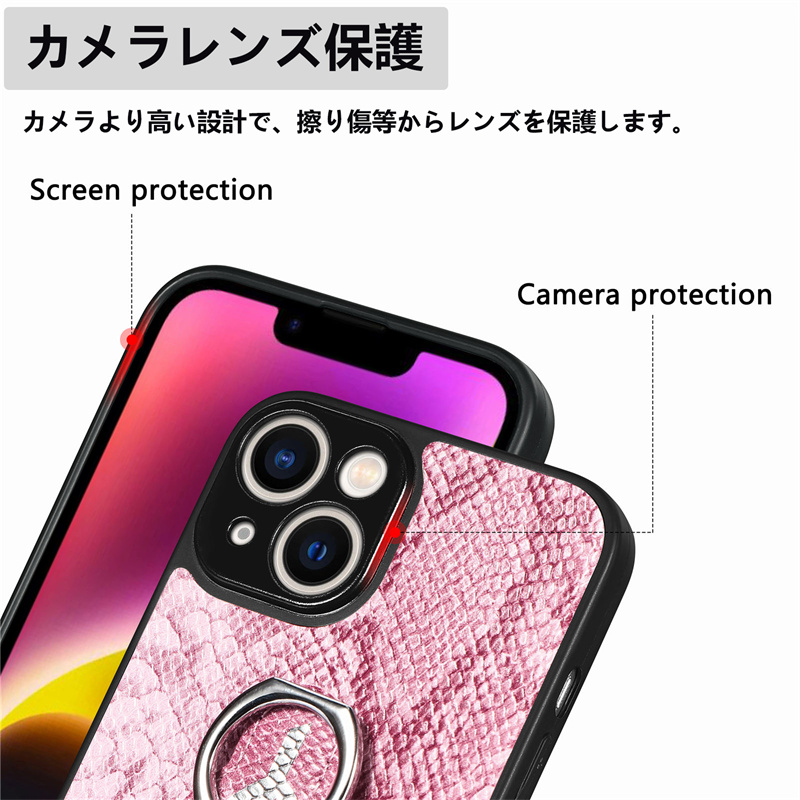 カメラレンズ保護
カメラより高い設計で、擦り傷等からレンズを保護します。
Screen protection
Camera protection